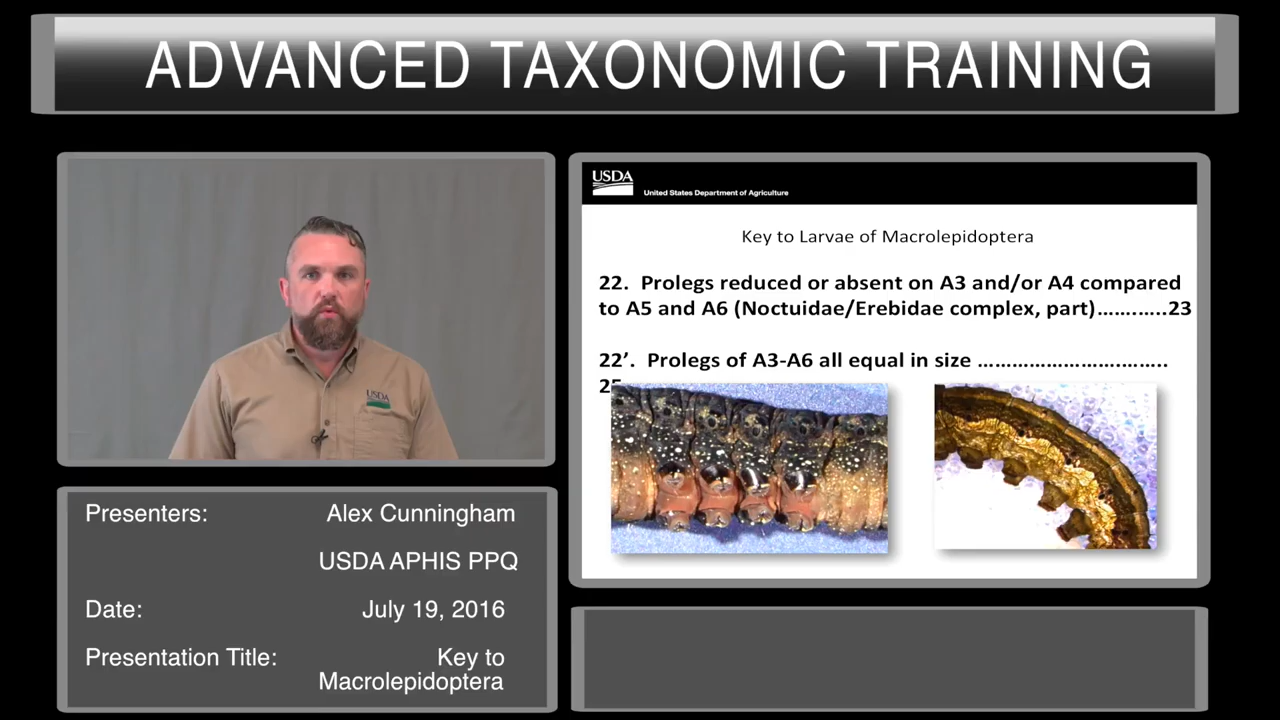 ADVANCED TAXONOMIC TRAINING
USDA
USDA
United States Department of Agriculture
Key to Larvae of Macrolepidoptera
22. Prolegs reduced or absent on A3 and/or A4 compared
to A5 and A6 (Noctuidae/Erebidae complex, part)…….…..23
22’. Prolegs of A3-A6 all equal in size ……………………..……..
25
Presenters: Alex Cunningham
USDA APHIS PPQ
Date: July 19, 2016
Presentation Title: Key to
Macrolepidoptera